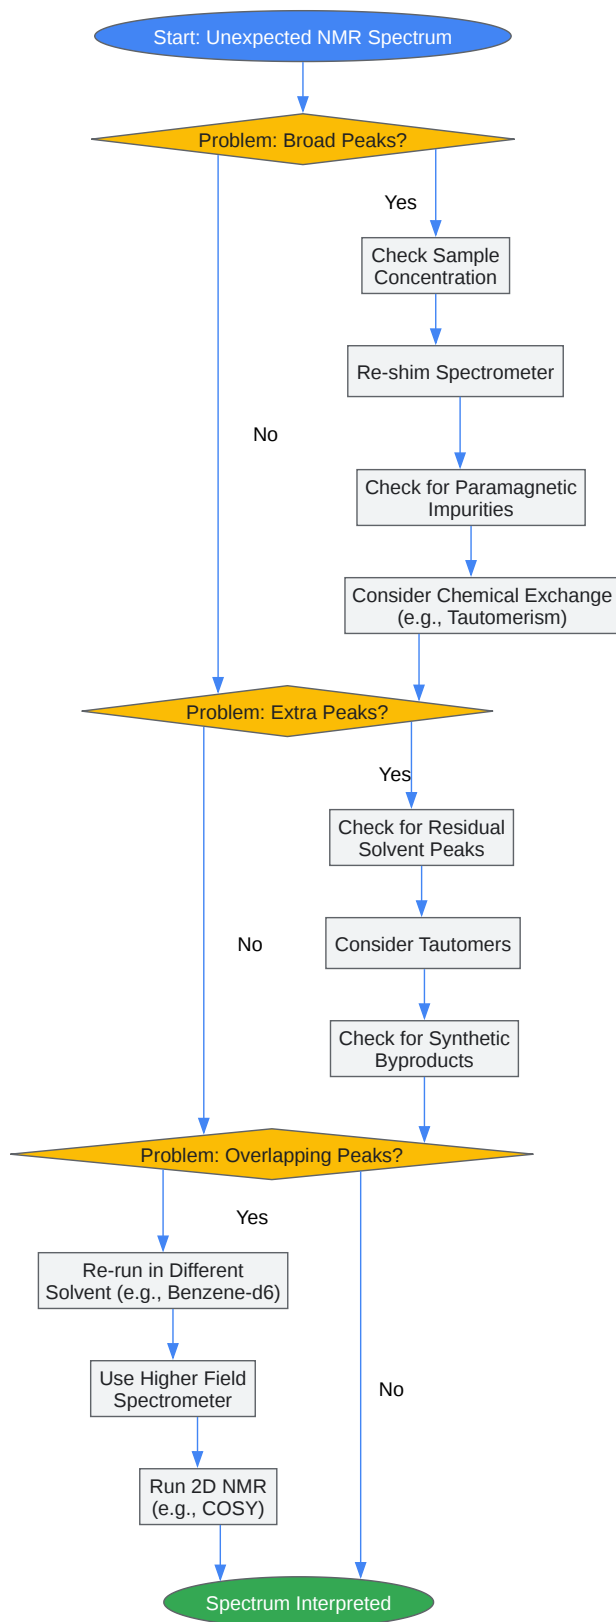 Start: Unexpected NMR Spectrum
Problem: Broad Peaks?
Yes
Check Sample
Concentration
Re-shim Spectrometer
No
Check for Paramagnetic
Impurities
Consider Chemical Exchange
(e.g., Tautomerism)
Problem: Extra Peaks?
Yes
Check for Residual
Solvent Peaks
No
Consider Tautomers
Check for Synthetic
Byproducts
Problem: Overlapping Peaks?
Yes
Re-run in Different
Solvent (e.g., Benzene-d6)
Use Higher Field
Spectrometer
No
Run 2D NMR
(e.g., COSY)
Spectrum Interpreted